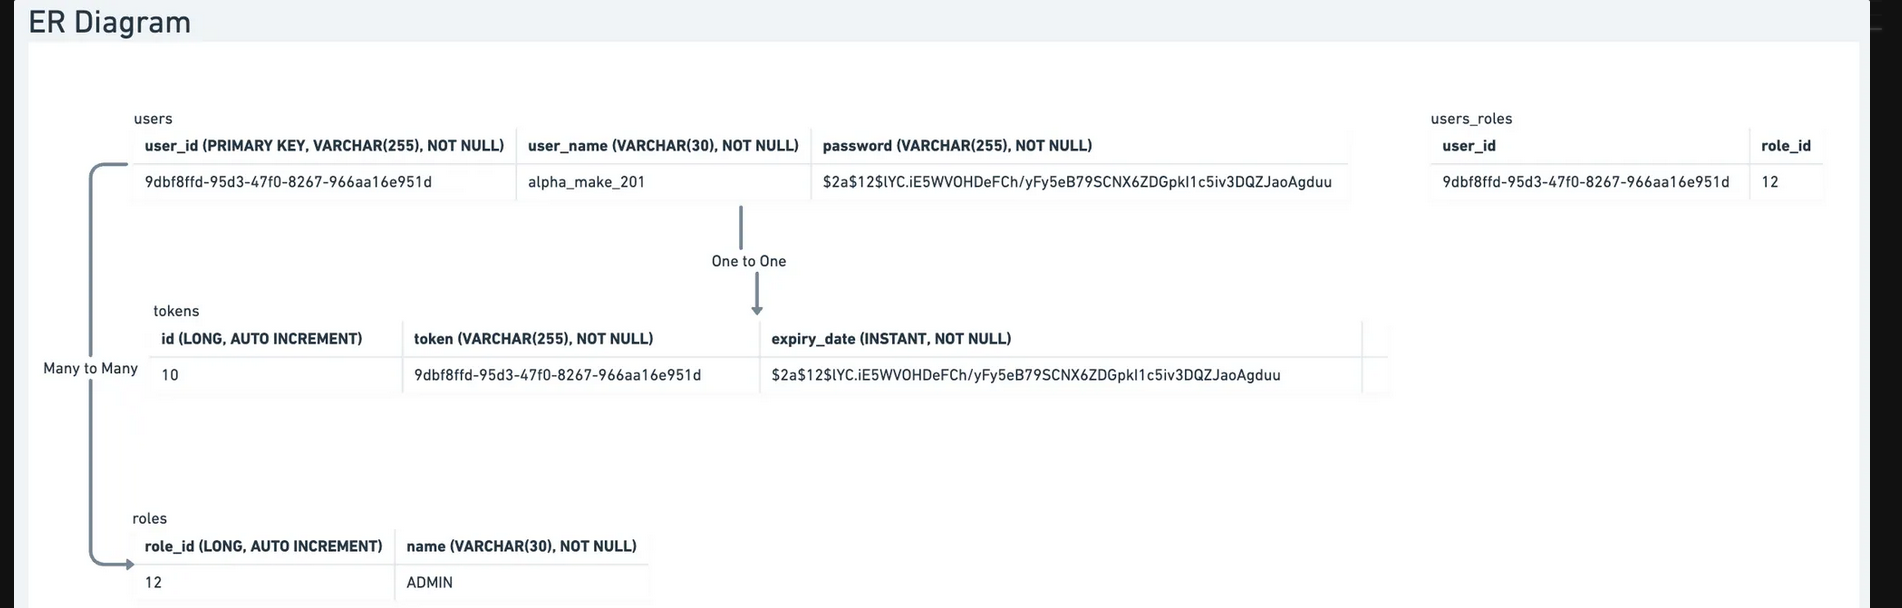 ER Diagram
users
user_id (PRIMARY KEY, VARCHAR(255), NOT NULL) user_name (VARCHAR(30), NOT NULL) password (VARCHAR(255), NOT NULL)
9dbf8ffd-95d3-47f0-8267-966aa16e951d alpha_make_201 $2a$12$lYC.iE5WVOHDeFCh/yFy5eB79SCNX6ZDGpkI1c5iv3DQZJaoAgduu
users_roles
user_id role_id
9dbf8ffd-95d3-47f0-8267-966aa16e951d 12
One to One
tokens
id (LONG, AUTO INCREMENT) token (VARCHAR(255), NOT NULL) expiry_date (INSTANT, NOT NULL)
10 9dbf8ffd-95d3-47f0-8267-966aa16e951d $2a$12$lYC.iE5WVOHDeFCh/yFy5eB79SCNX6ZDGpkI1c5iv3DQZJaoAgduu
Many to Many
roles
role_id (LONG, AUTO INCREMENT) name (VARCHAR(30), NOT NULL)
12 ADMIN